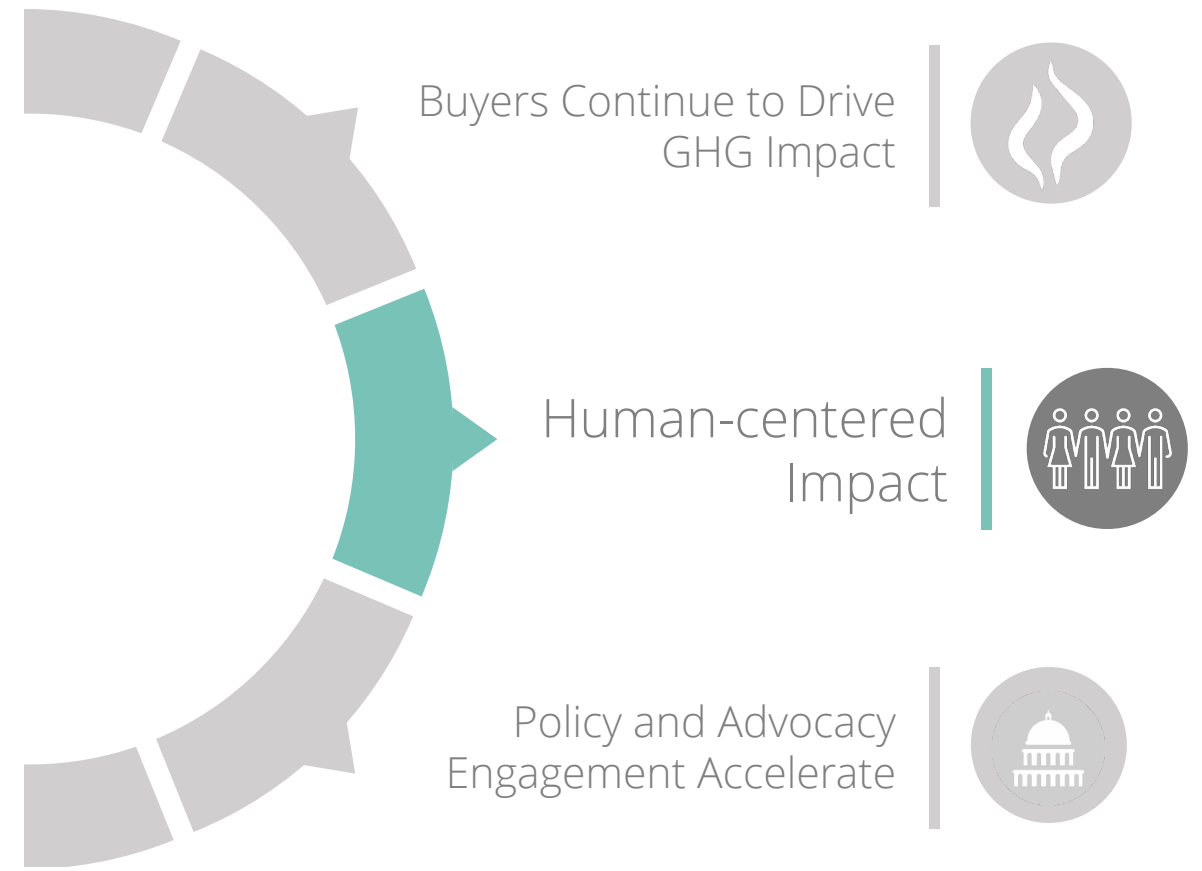 Buyers Continue to Drive
GHG Impact
Human-centered
Impact
Policy and Advocacy
Engagement Accelerate